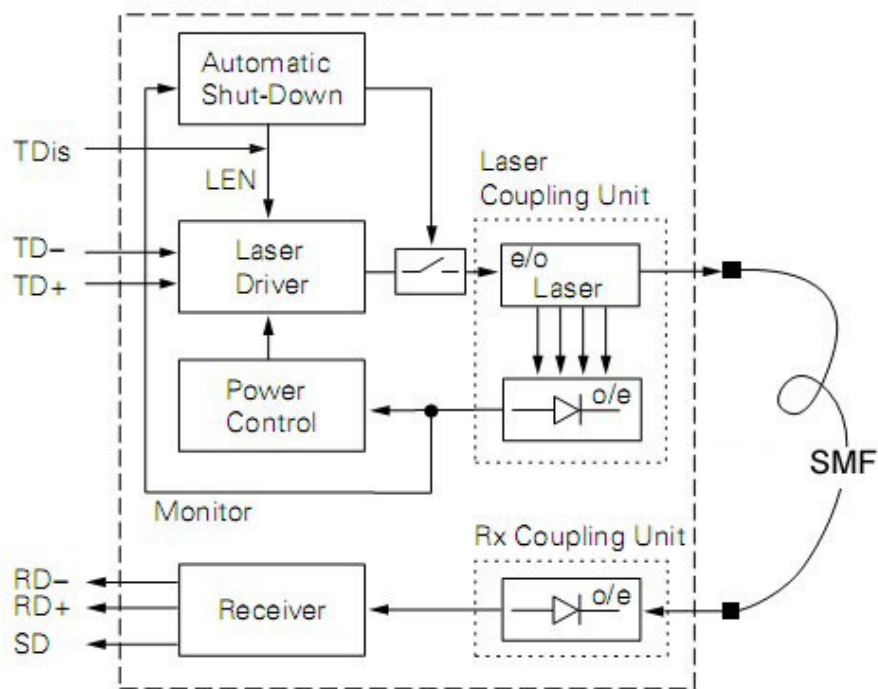 Automatic
Shut-Down
TDis
LEN
Laser
Coupling Unit
TD−
TD+
Laser
Driver
e/o
Laser
Power
Control
o/e
SMF
Monitor
Rx Coupling Unit
RD−
RD+
SD
Receiver
o/e